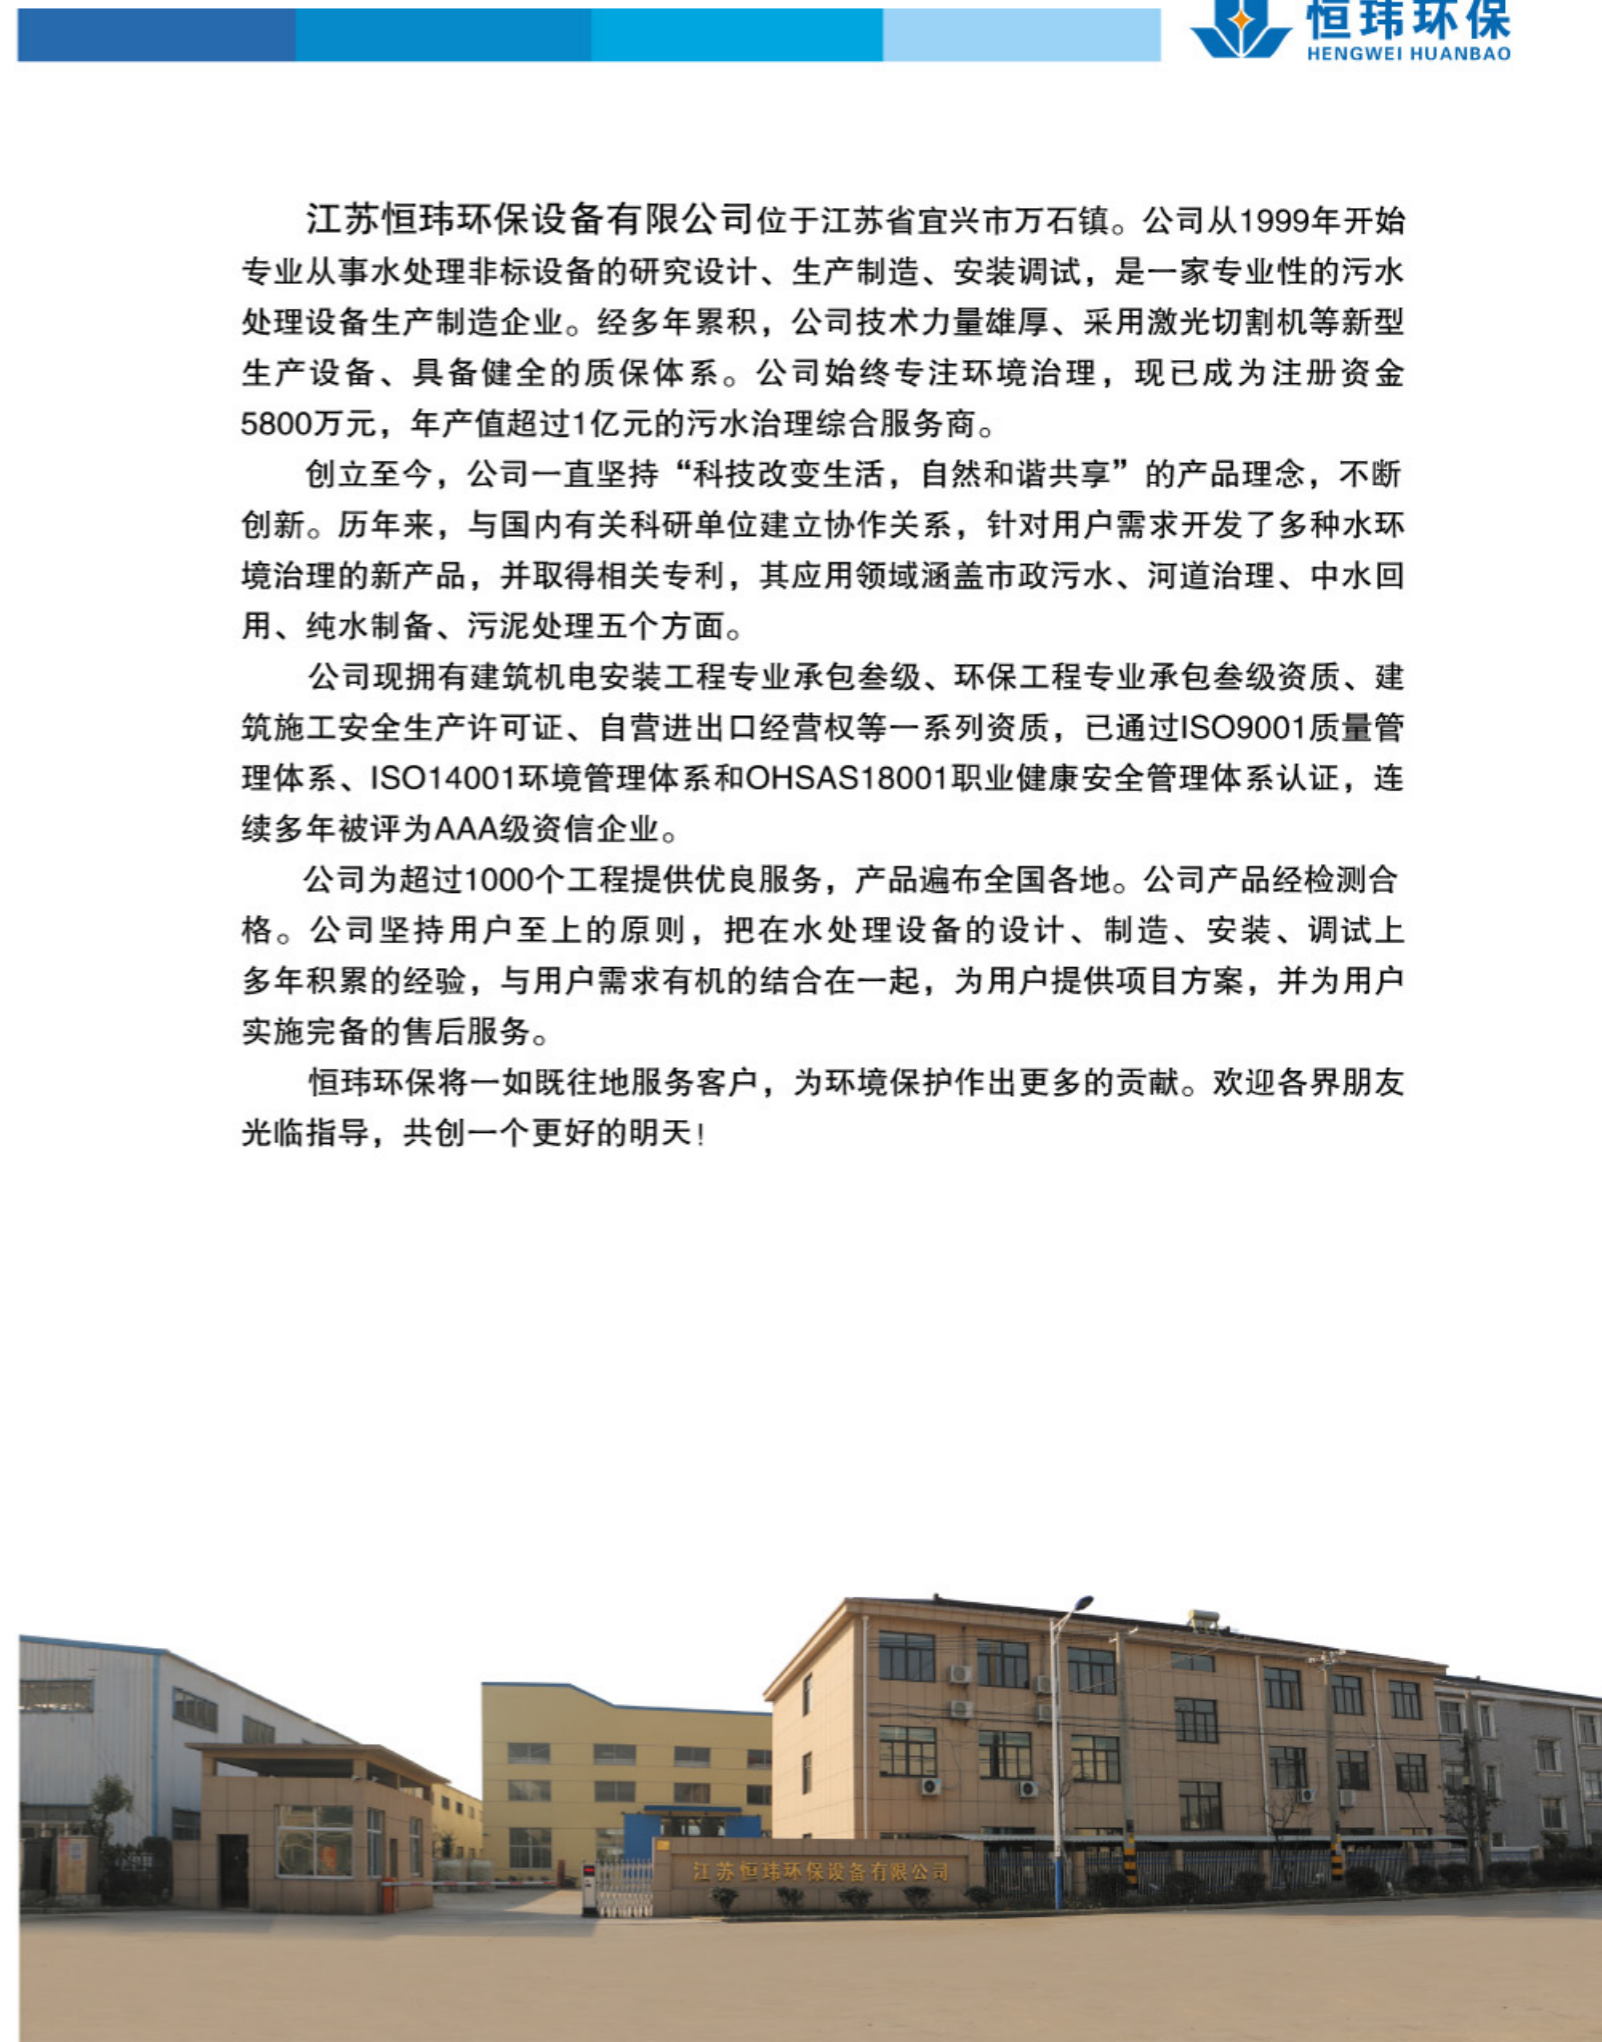 恒玮环保
HENGWEI HUANBAO
江苏恒玮环保设备有限公司位于江苏省宜兴市万石镇。公司从1999年开始
专业从事水处理非标设备的研究设计、生产制造、安装调试，是一家专业性的污水
处理设备生产制造企业。经多年累积，公司技术力量雄厚、采用激光切割机等新型
生产设备、具备健全的质保体系。公司始终专注环境治理，现已成为注册资金
5800万元，年产值超过1亿元的污水治理综合服务商。
创立至今，公司一直坚持“科技改变生活，自然和谐共享”的产品理念，不断
创新。历年来，与国内有关科研单位建立协作关系，针对用户需求开发了多种水环
境治理的新产品，并取得相关专利，其应用领域涵盖市政污水、河道治理、中水回
用、纯水制备、污泥处理五个方面。
公司现拥有建筑机电安装工程专业承包叁级、环保工程专业承包叁级资质、建
筑施工安全生产许可证、自营进出口经营权等一系列资质，已通过ISO9001质量管
理体系、ISO14001环境管理体系和OHSAS18001职业健康安全管理体系认证，连
续多年被评为AAA级资信企业。
公司为超过1000个工程提供优良服务，产品遍布全国各地。公司产品经检测合
格。公司坚持用户至上的原则，把在水处理设备的设计、制造、安装、调试上
多年积累的经验，与用户需求有机的结合在一起，为用户提供项目方案，并为用户
实施完备的售后服务。
恒玮环保将一如既往地服务客户，为环境保护作出更多的贡献。欢迎各界朋友
光临指导，共创一个更好的明天！
江苏恒玮环保设备有限公司